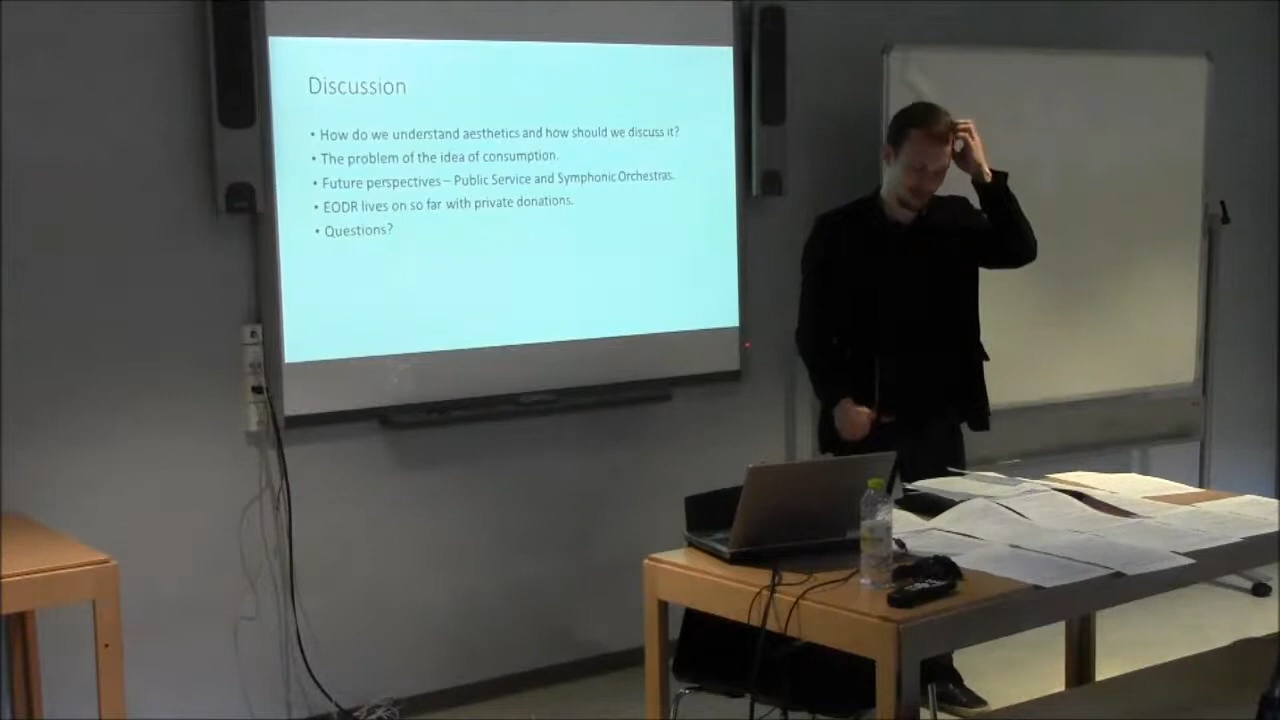 Discussion
• How do we understand aesthetics and how should we discuss it?
• The problem of the idea of consumption.
• Future perspectives – Public Service and Symphonic Orchestras.
• EODR lives on so far with private donations.
• Questions?